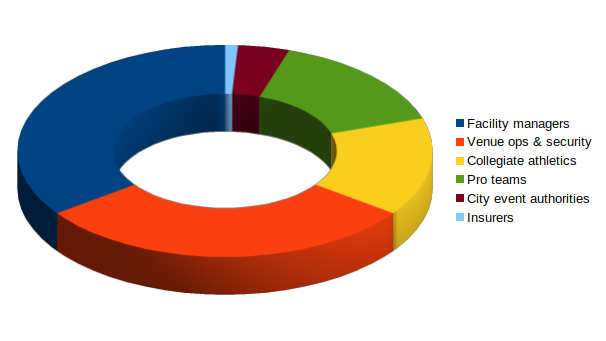 Facility managers
Venue ops & security
Collegiate athletics
Pro teams
City event authorities
Insurers